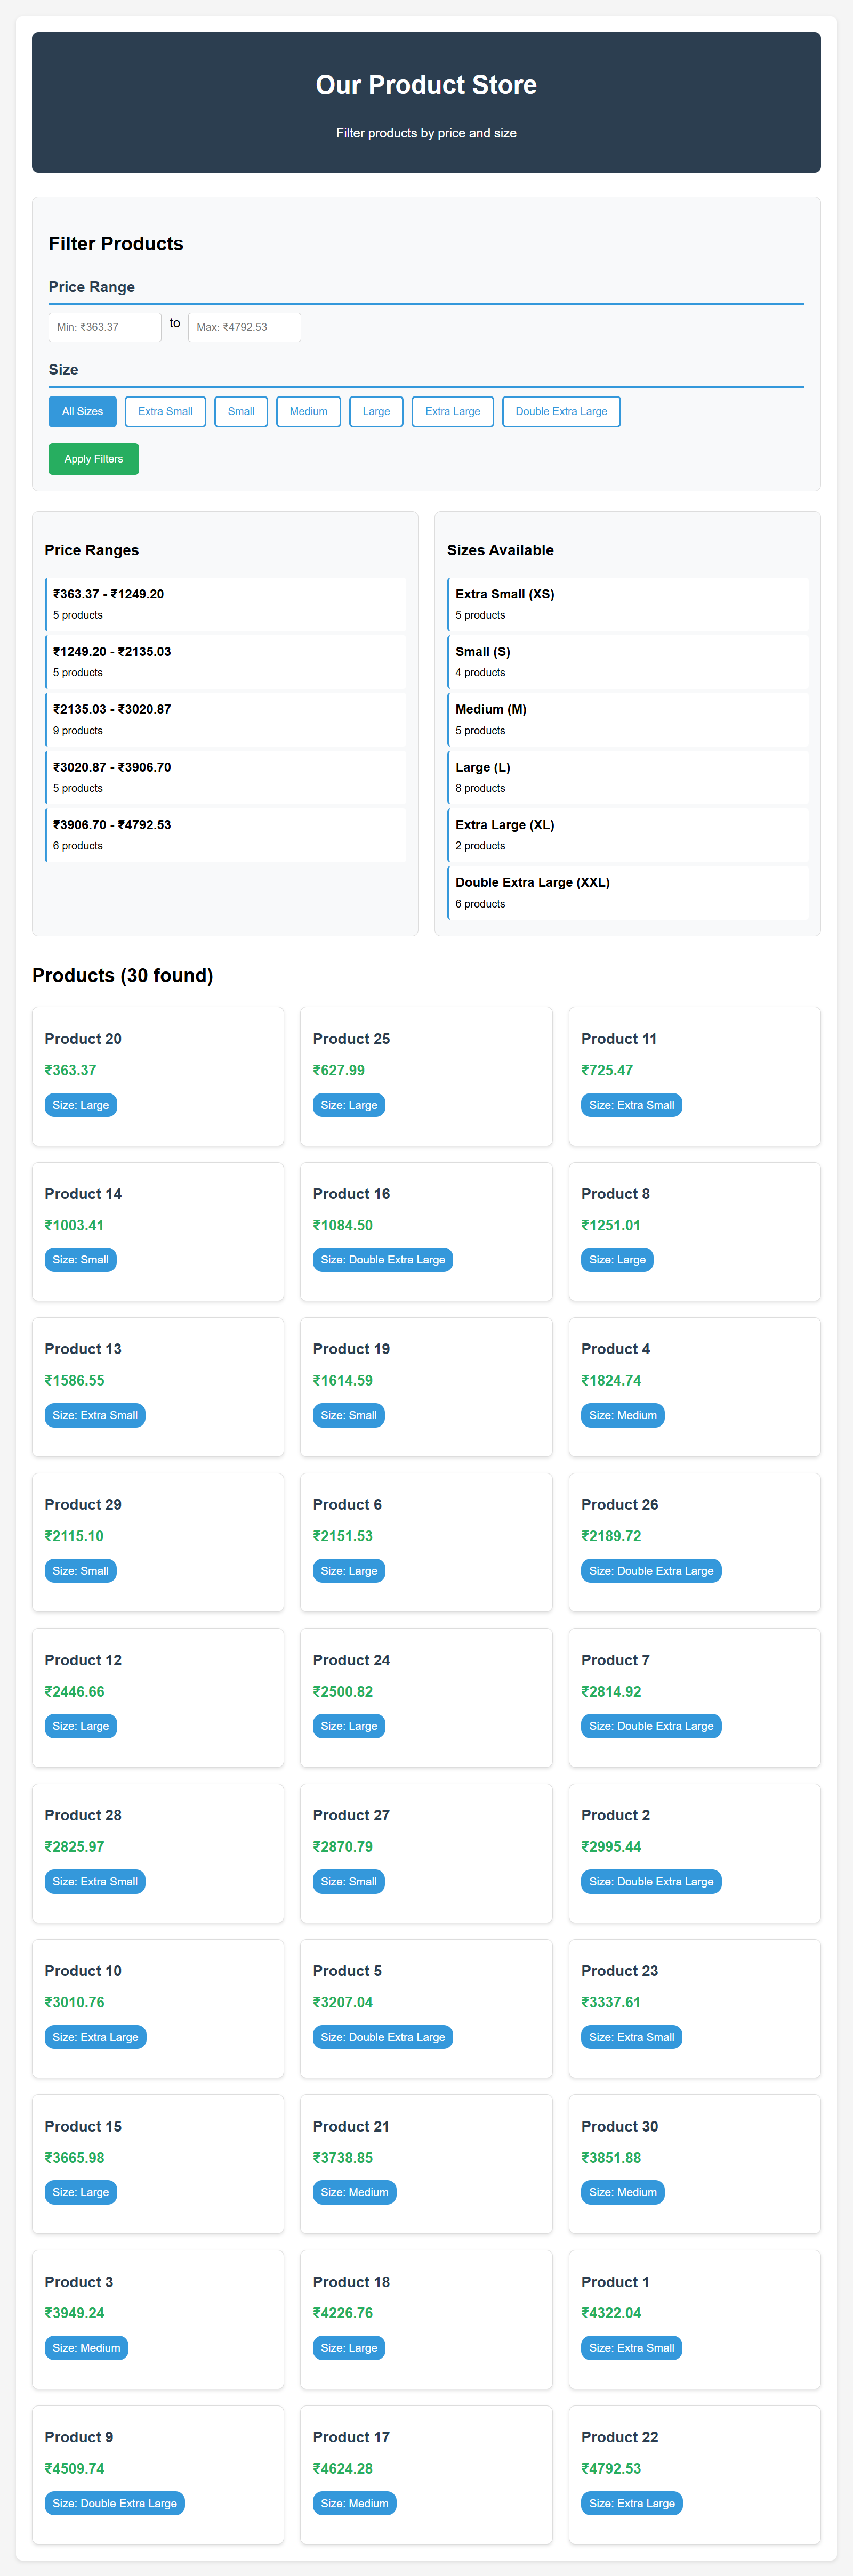 Our Product Store
Filter products by price and size
Filter Products
Price Range
Min: ₹363.37 to Max: ₹4792.53
Size
All Sizes Extra Small Small Medium Large Extra Large Double Extra Large
Apply Filters
Price Ranges
₹363.37 - ₹1249.20
5 products
₹1249.20 - ₹2135.03
5 products
₹2135.03 - ₹3020.87
9 products
₹3020.87 - ₹3906.70
5 products
₹3906.70 - ₹4792.53
6 products
Sizes Available
Extra Small (XS)
5 products
Small (S)
4 products
Medium (M)
5 products
Large (L)
8 products
Extra Large (XL)
2 products
Double Extra Large (XXL)
6 products
Products (30 found)
Product 20
₹363.37
Size: Large
Product 25
₹627.99
Size: Large
Product 11
₹725.47
Size: Extra Small
Product 14
₹1003.41
Size: Small
Product 16
₹1084.50
Size: Double Extra Large
Product 8
₹1251.01
Size: Large
Product 13
₹1586.55
Size: Extra Small
Product 19
₹1614.59
Size: Small
Product 4
₹1824.74
Size: Medium
Product 29
₹2115.10
Size: Small
Product 6
₹2151.53
Size: Large
Product 26
₹2189.72
Size: Double Extra Large
Product 12
₹2446.66
Size: Large
Product 24
₹2500.82
Size: Large
Product 7
₹2814.92
Size: Double Extra Large
Product 28
₹2825.97
Size: Extra Small
Product 27
₹2870.79
Size: Small
Product 2
₹2995.44
Size: Double Extra Large
Product 10
₹3010.76
Size: Extra Large
Product 5
₹3207.04
Size: Double Extra Large
Product 23
₹3337.61
Size: Extra Small
Product 15
₹3665.98
Size: Large
Product 21
₹3738.85
Size: Medium
Product 30
₹3851.88
Size: Medium
Product 3
₹3949.24
Size: Medium
Product 18
₹4226.76
Size: Large
Product 1
₹4322.04
Size: Extra Small
Product 9
₹4509.74
Size: Double Extra Large
Product 17
₹4624.28
Size: Medium
Product 22
₹4792.53
Size: Extra Large